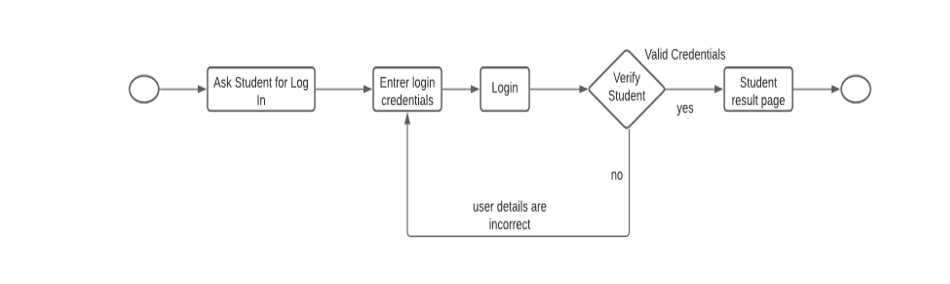 Ask Student for Log
In
Entrer login
credentials
Login
Verify
Student
Valid Credentials
yes
Student
result page
no
user details are
incorrect